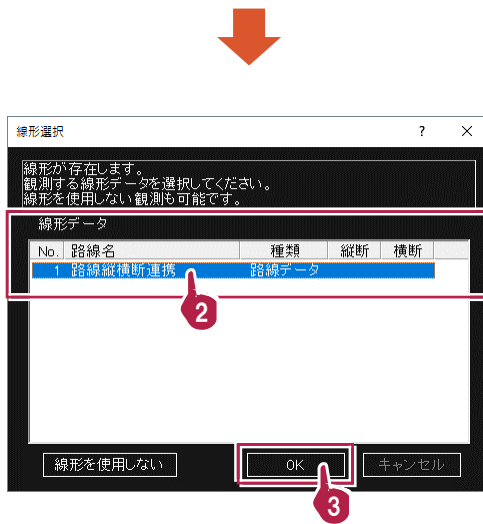 線形選択 ? ×
線形が存在します。
観測する線形データを選択してください。
線形を使用しない観測も可能です。
線形データ
No. 路線名 種類 縦断 横断
1 路線縦横断連携 路線データ
2
線形を使用しない OK キャンセル
3